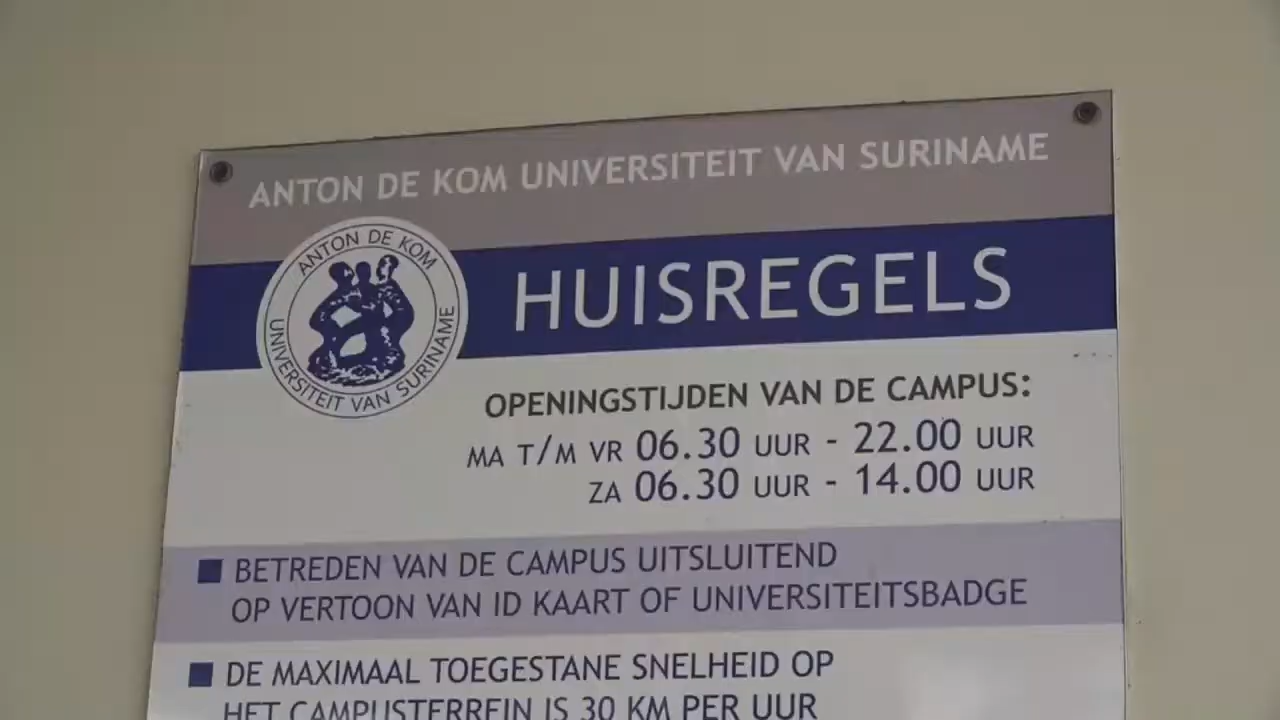 ANTON DE KOM UNIVERSITEIT VAN SURINAME
ANTON DE KOM
UNIVERSITEIT VAN SURINAME
HUISREGELS
OPENINGSTIJDEN VAN DE CAMPUS:
MA T/M VR 06.30 UUR - 22.00 UUR
ZA 06.30 UUR - 14.00 UUR
BETREDEN VAN DE CAMPUS UITSLUITEND
OP VERTOON VAN ID KAART OF UNIVERSITEITSBADGE
DE MAXIMAAL TOEGESTANE SNELHEID OP
HET CAMPUSTERREIN IS 30 KM PER UUR